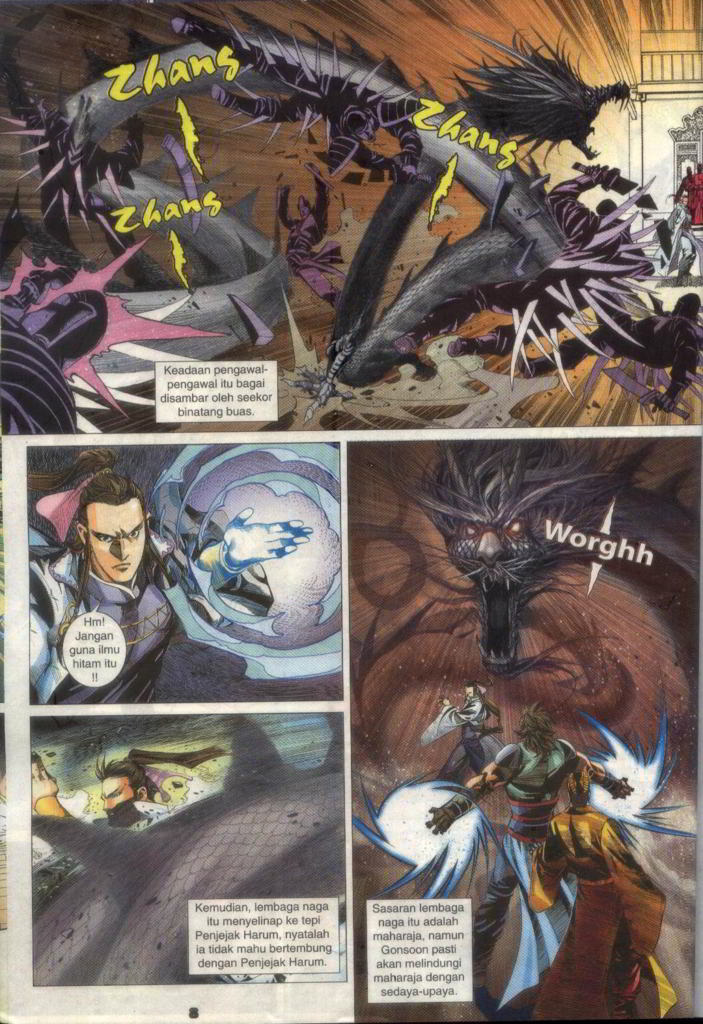 Zhang
Zhang
Zhang
Keadaan pengawal-
pengawal itu bagai
disambar oleh seekor
binatang buas.
Hm!
Jangan
guna ilmu
hitam itu
!!
Worghh
Kemudian, lembaga naga
itu menyelinap ke tepi
Penjejak Harum, nyatalah
ia tidak mahu bertembung
dengan Penjejak Harum.
Sasaran lembaga
naga itu adalah
maharaja, namun
Gonsoon pasti
akan melindungi
maharaja dengan
sedaya-upaya.
8